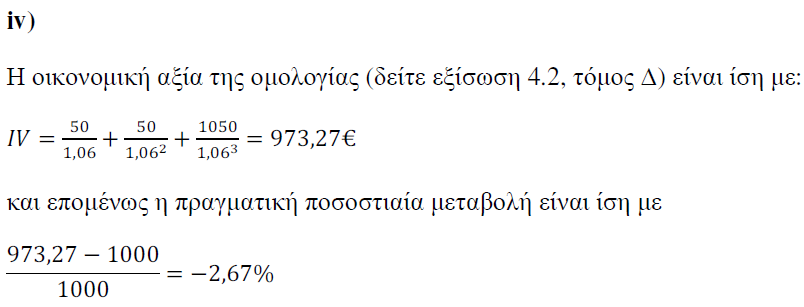 iv)
Η οικονομική αξία της ομολογίας (δείτε εξίσωση 4.2, τόμος Δ) είναι ίση με:
IV = 50/1,06 + 50/1,06² + 1050/1,06³ = 973,27€
και επομένως η πραγματική ποσοστιαία μεταβολή είναι ίση με
973,27 − 1000
1000 = −2,67%